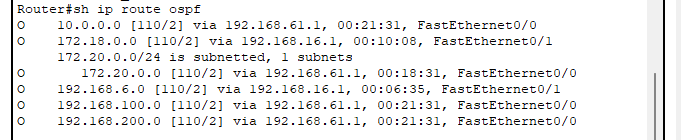 Router#sh ip route ospf
O    10.0.0.0 [110/2] via 192.168.61.1, 00:21:31, FastEthernet0/0
O    172.18.0.0 [110/2] via 192.168.16.1, 00:10:08, FastEthernet0/1
     172.20.0.0/24 is subnetted, 1 subnets
O       172.20.0.0 [110/2] via 192.168.61.1, 00:18:31, FastEthernet0/0
O    192.168.6.0 [110/2] via 192.168.16.1, 00:06:35, FastEthernet0/1
O    192.168.100.0 [110/2] via 192.168.61.1, 00:21:31, FastEthernet0/0
O    192.168.200.0 [110/2] via 192.168.61.1, 00:21:31, FastEthernet0/0